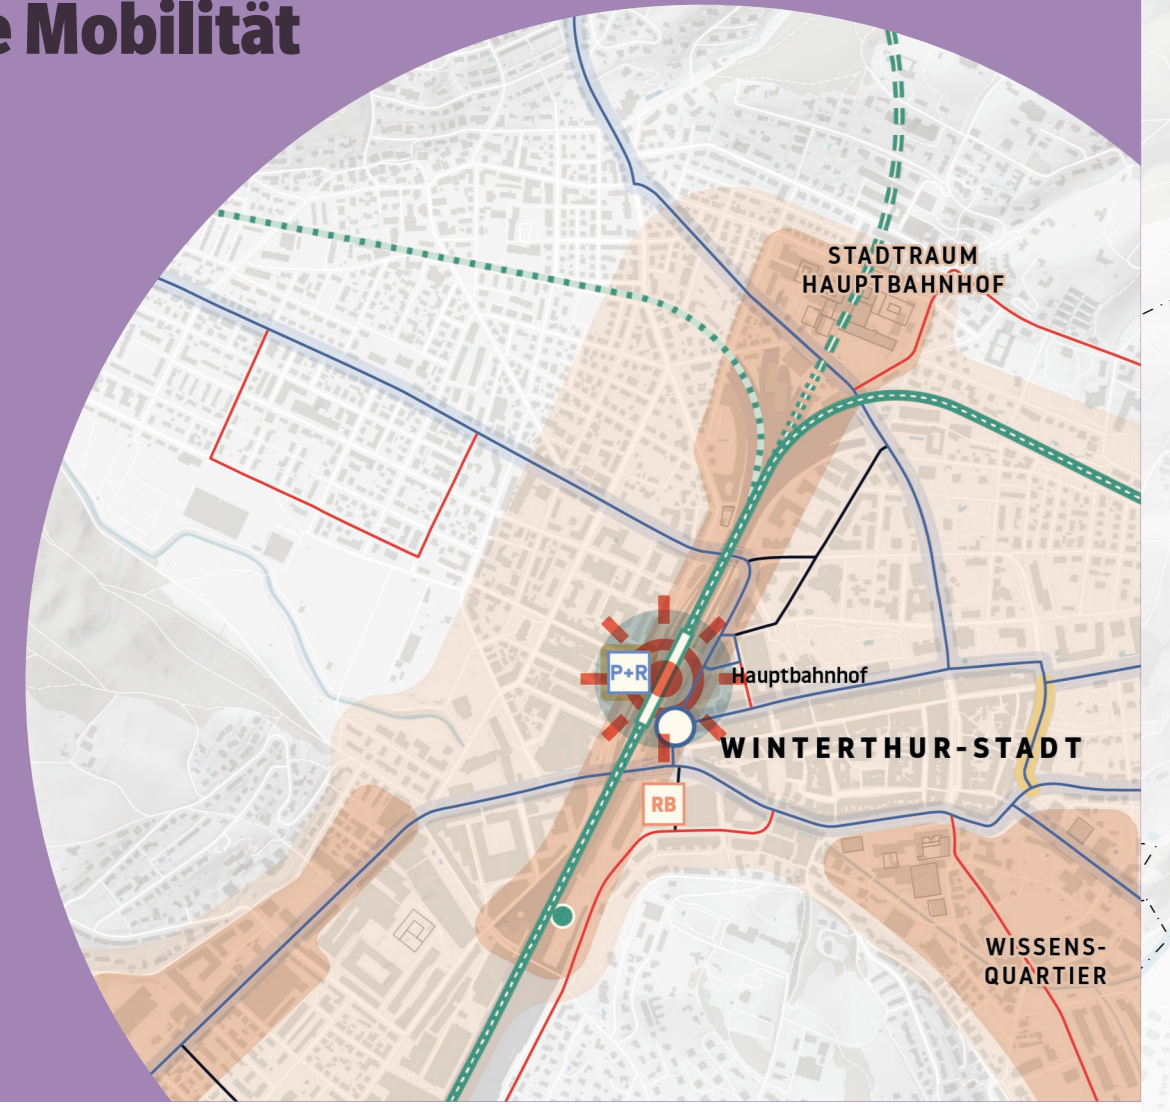 e Mobilität
STADTRAUM
HAUPTBAHNHOF
P+R
Hauptbahnhof
WINTERTHUR-STADT
RB
WISSENS-
QUARTIER